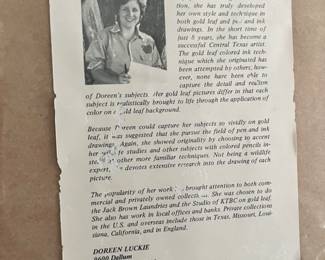 tion, she has truly developed
her own style and technique in
both gold leaf and pen and ink
drawings. In the short time of
just 8 years, she has become a
successful Central Texas artist.
The gold leaf colored ink tech-
nique which she originated has
been attempted by others; how-
ever, none have been able to
capture the detail and realism
of Doreen's subjects. Her gold leaf pictures differ in that each
subject is realistically brought to life through the application of
color on gold leaf background.
Because Doreen could capture her subjects so vividly on gold
leaf, it was suggested that she pursue the field of pen and ink
drawings. Again, she showed originality by choosing to accent
her studies and other subjects with colored pencils in-
other more familiar techniques. Not being a wildlife
expert, devotes extensive research into the drawing of each
picture.
The popularity of her work brought attention to both com-
mercial and privately owned collections. She was chosen to do
the Jack Brown Laundries and the Studio of KTBC on gold leaf.
She also has work in local offices and banks. Private collections
in the U.S. and overseas include those in Texas, Missouri, Loui-
siana, California, and in England.
DOREEN LUCKIE
8600 Dellum